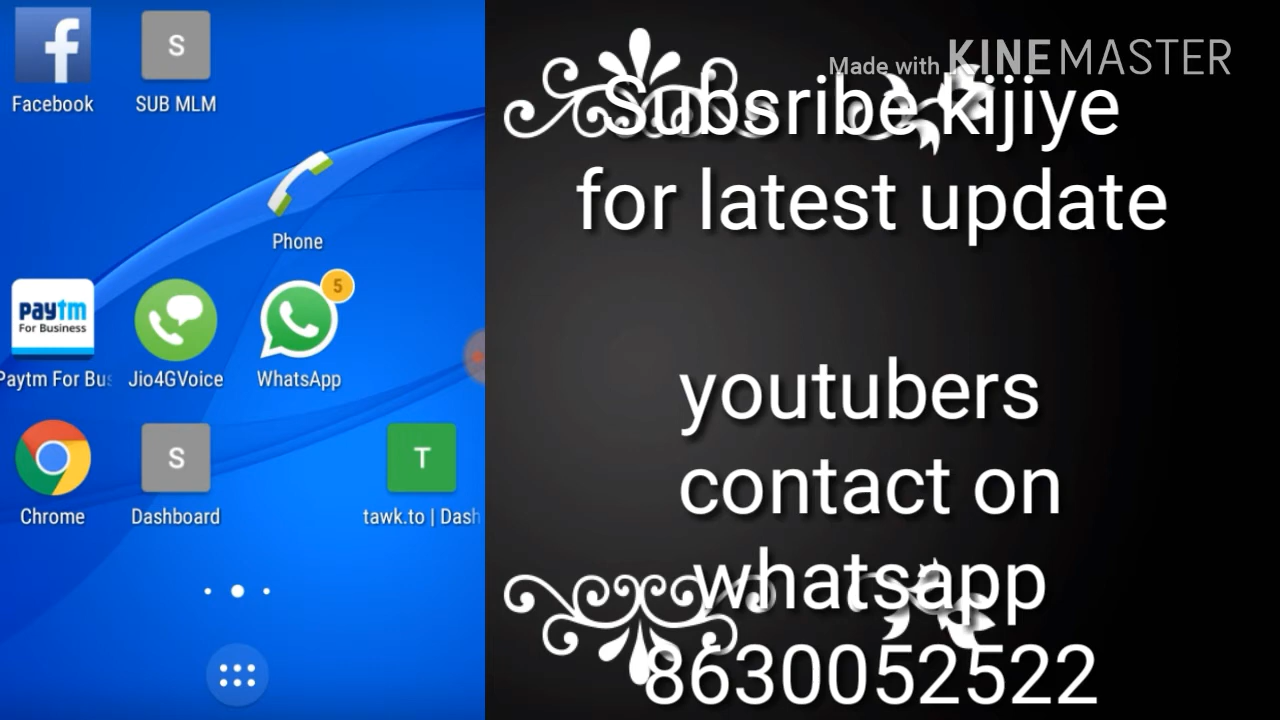 Facebook
S
SUB MLM
Phone
paytm
For Business
5
Paytm For Bus
Jio4GVoice
WhatsApp
S
T
Chrome
Dashboard
tawk.to | Dash
Made with KINEMASTER
Subsribe kijiye
for latest update
youtubers
contact on
whatsapp
8630052522